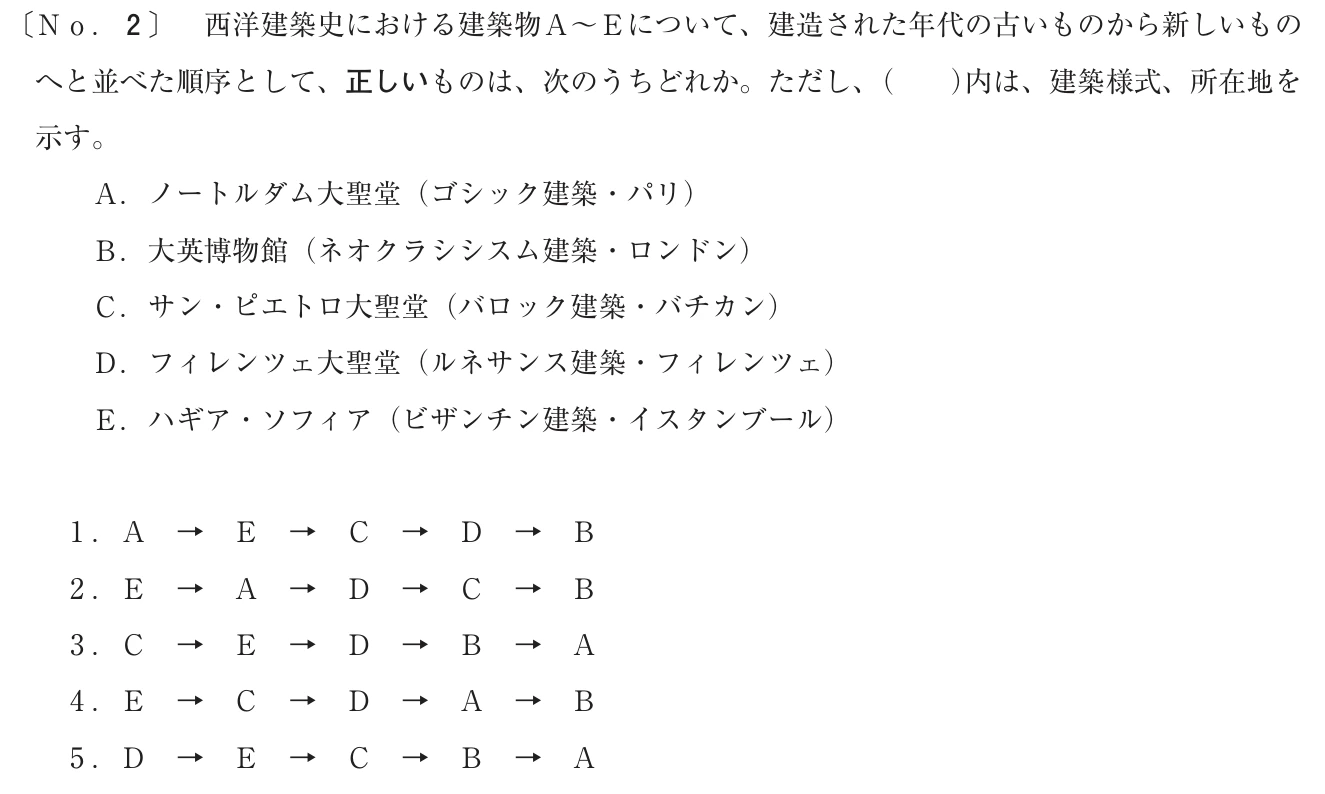 〔Ｎｏ．２〕　西洋建築史における建築物Ａ～Ｅについて、建造された年代の古いものから新しいもの
へと並べた順序として、正しいものは、次のうちどれか。ただし、（　　）内は、建築様式、所在地を
示す。
Ａ．ノートルダム大聖堂（ゴシック建築・パリ）
Ｂ．大英博物館（ネオクラシシスム建築・ロンドン）
Ｃ．サン・ピエトロ大聖堂（バロック建築・バチカン）
Ｄ．フィレンツェ大聖堂（ルネサンス建築・フィレンツェ）
Ｅ．ハギア・ソフィア（ビザンチン建築・イスタンブール）
１．Ａ　→　Ｅ　→　Ｃ　→　Ｄ　→　Ｂ
２．Ｅ　→　Ａ　→　Ｄ　→　Ｃ　→　Ｂ
３．Ｃ　→　Ｅ　→　Ｄ　→　Ｂ　→　Ａ
４．Ｅ　→　Ｃ　→　Ｄ　→　Ａ　→　Ｂ
５．Ｄ　→　Ｅ　→　Ｃ　→　Ｂ　→　Ａ